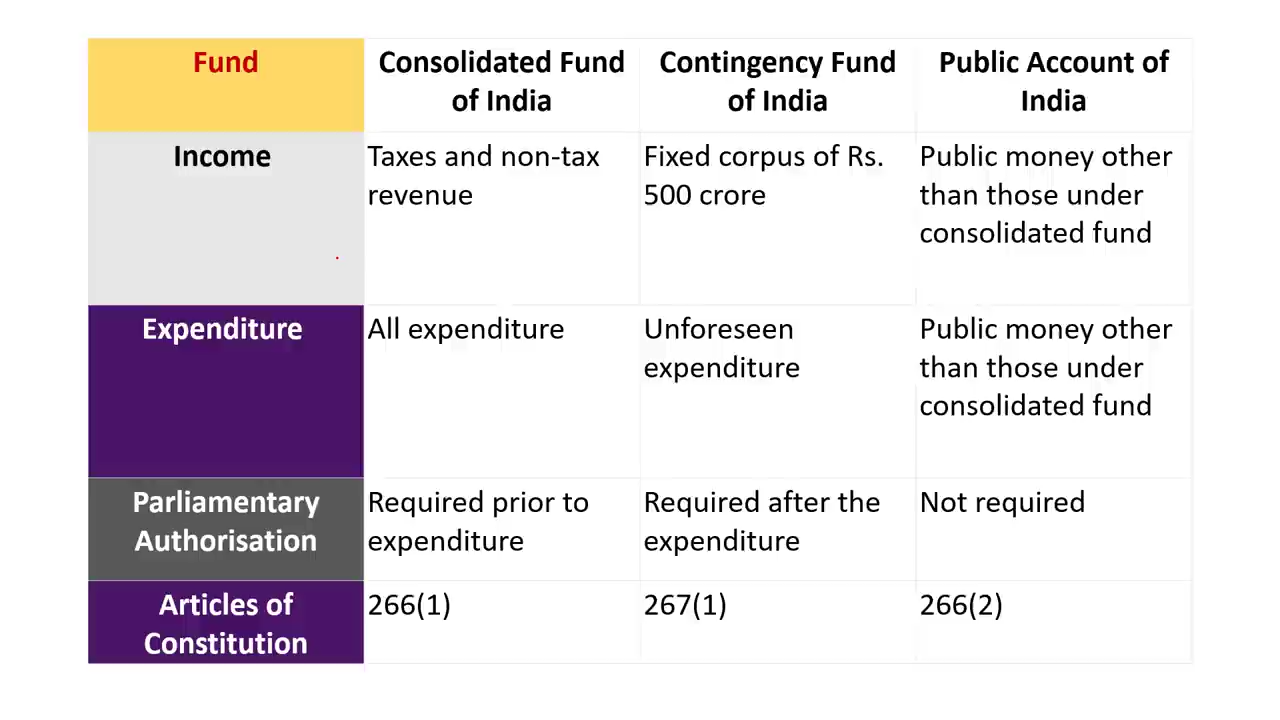 Fund
Consolidated Fund
of India
Contingency Fund
of India
Public Account of
India
Income
Taxes and non-tax
revenue
Fixed corpus of Rs.
500 crore
Public money other
than those under
consolidated fund
Expenditure
All expenditure
Unforeseen
expenditure
Public money other
than those under
consolidated fund
Parliamentary
Authorisation
Required prior to
expenditure
Required after the
expenditure
Not required
Articles of
Constitution
266(1)
267(1)
266(2)